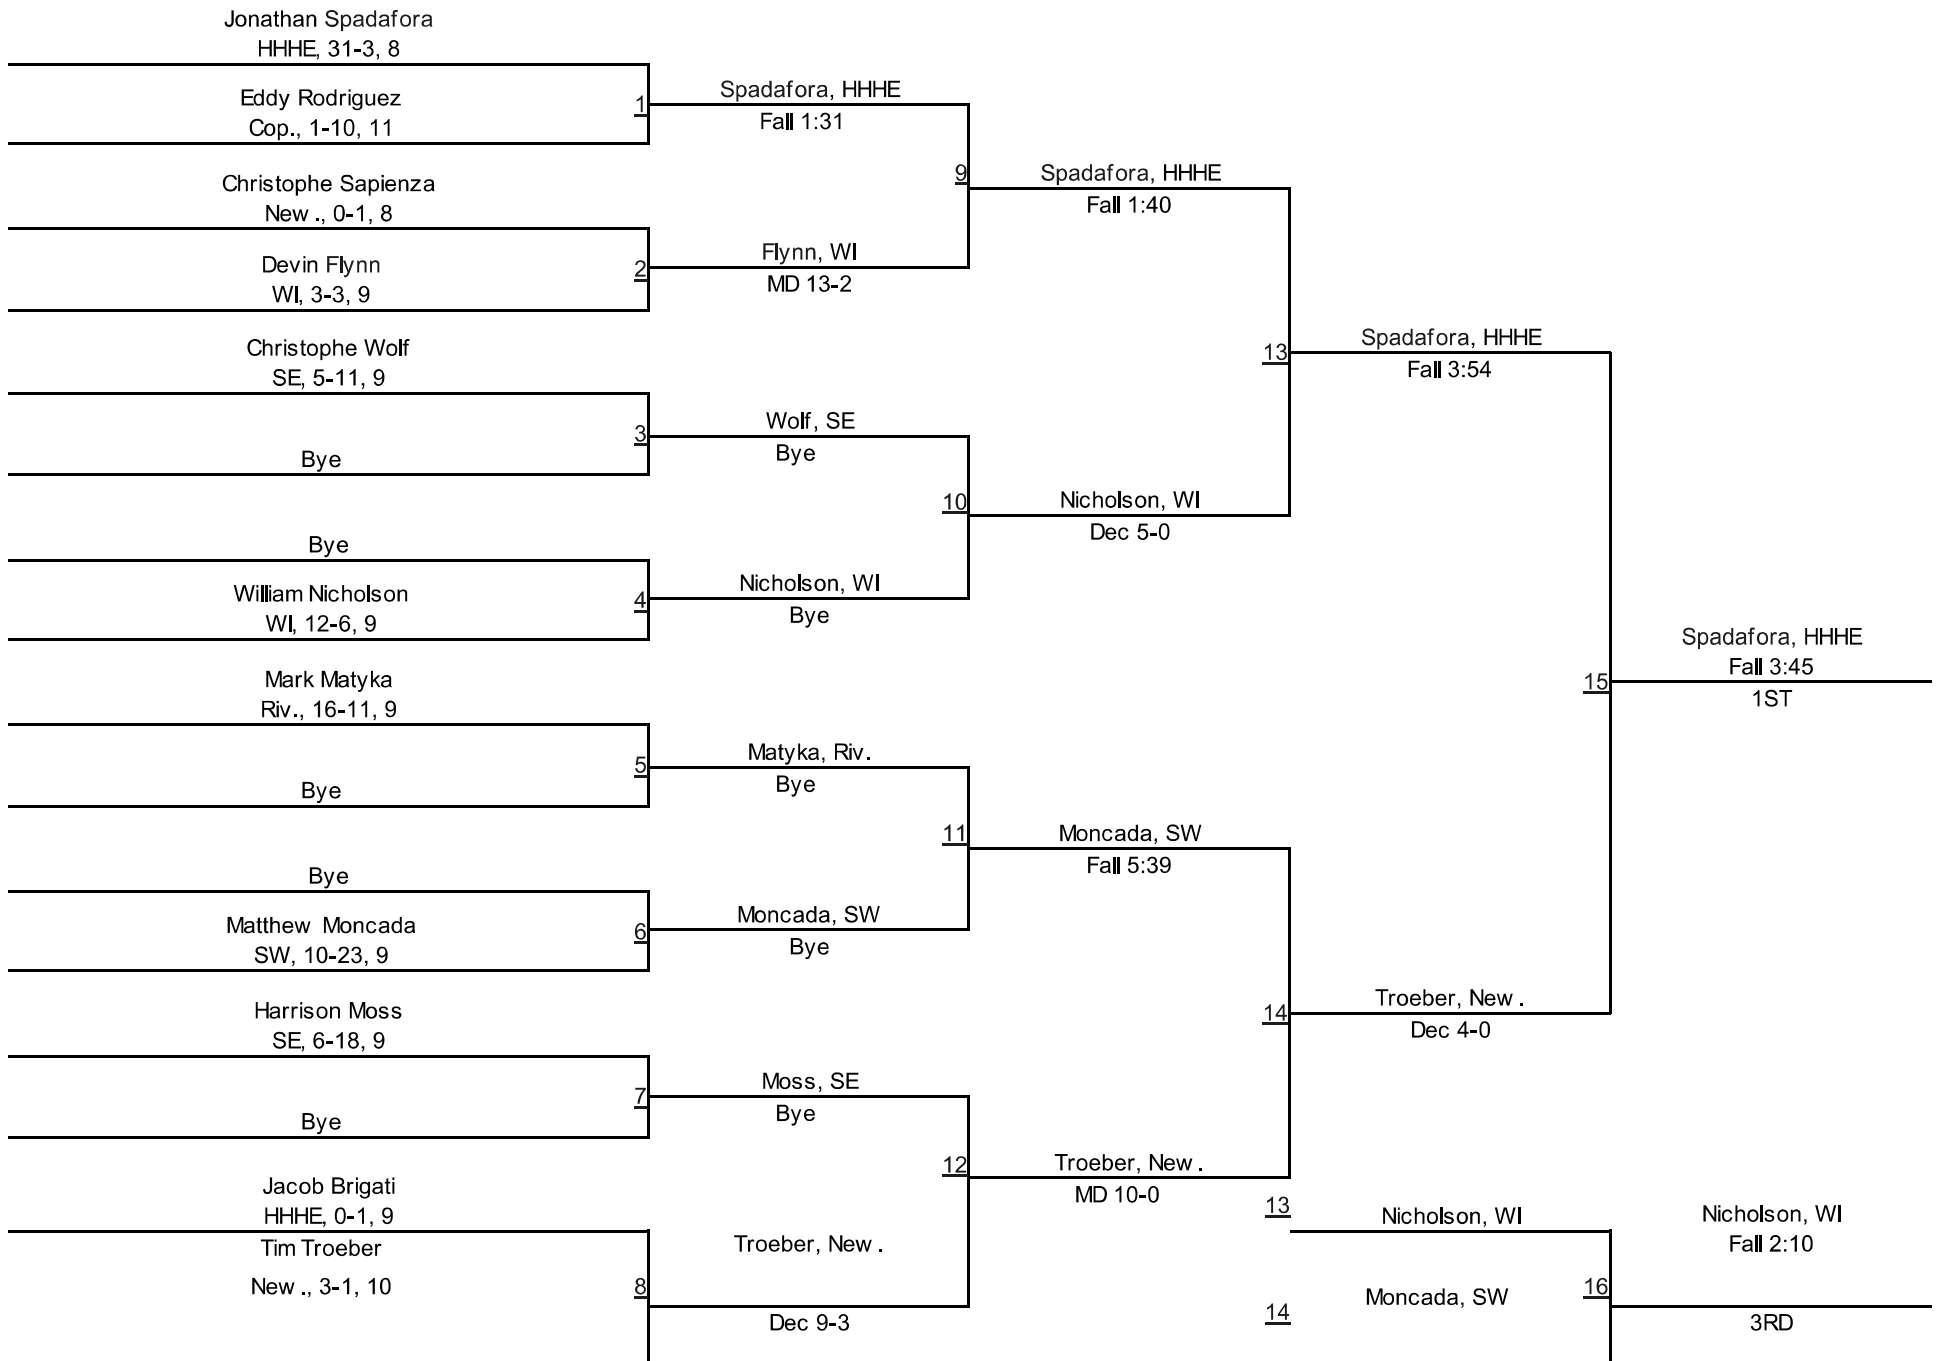 Jonathan Spadafora
HHHE, 31-3, 8
Eddy Rodriguez
Cop., 1-10, 11
Christophe Sapienza
New ., 0-1, 8
Devin Flynn
WI, 3-3, 9
Christophe Wolf
SE, 5-11, 9
Bye
Bye
William Nicholson
WI, 12-6, 9
Mark Matyka
Riv., 16-11, 9
Bye
Bye
Matthew Moncada
SW, 10-23, 9
Harrison Moss
SE, 6-18, 9
Bye
Jacob Brigati
HHHE, 0-1, 9
Tim Troeber
New ., 3-1, 10
1
Spadafora, HHHE
Fall 1:31
2
Flynn, WI
MD 13-2
3
Wolf, SE
Bye
4
Nicholson, WI
Bye
5
Matyka, Riv.
Bye
6
Moncada, SW
Bye
7
Moss, SE
Bye
8
Troeber, New .
Dec 9-3
9
Spadafora, HHHE
Fall 1:40
10
Nicholson, WI
Dec 5-0
11
Moncada, SW
Fall 5:39
12
Troeber, New .
MD 10-0
13
Spadafora, HHHE
Fall 3:54
14
Troeber, New .
Dec 4-0
15
Spadafora, HHHE
Fall 3:45
1ST
13
Nicholson, WI
14
Moncada, SW
16
Nicholson, WI
Fall 2:10
3RD